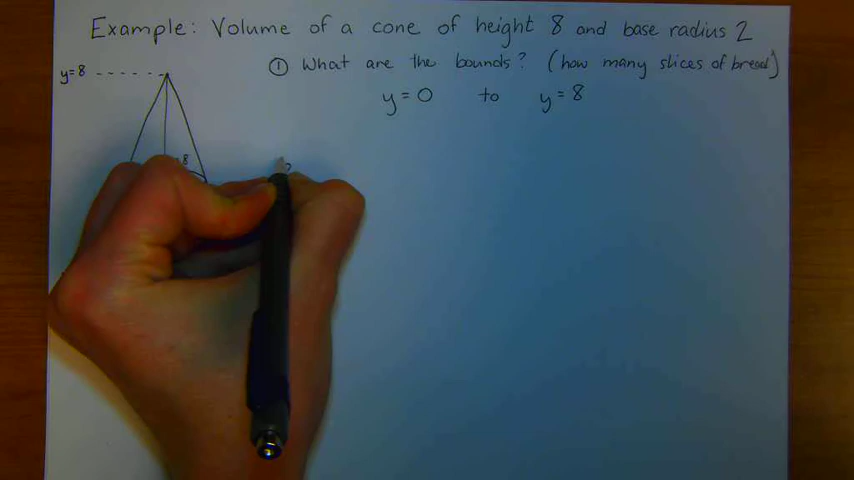 Example: Volume of a cone of height 8 and base radius 2
y=8
① What are the bounds? (how many slices of bread)
y=0 to y=8
8
2